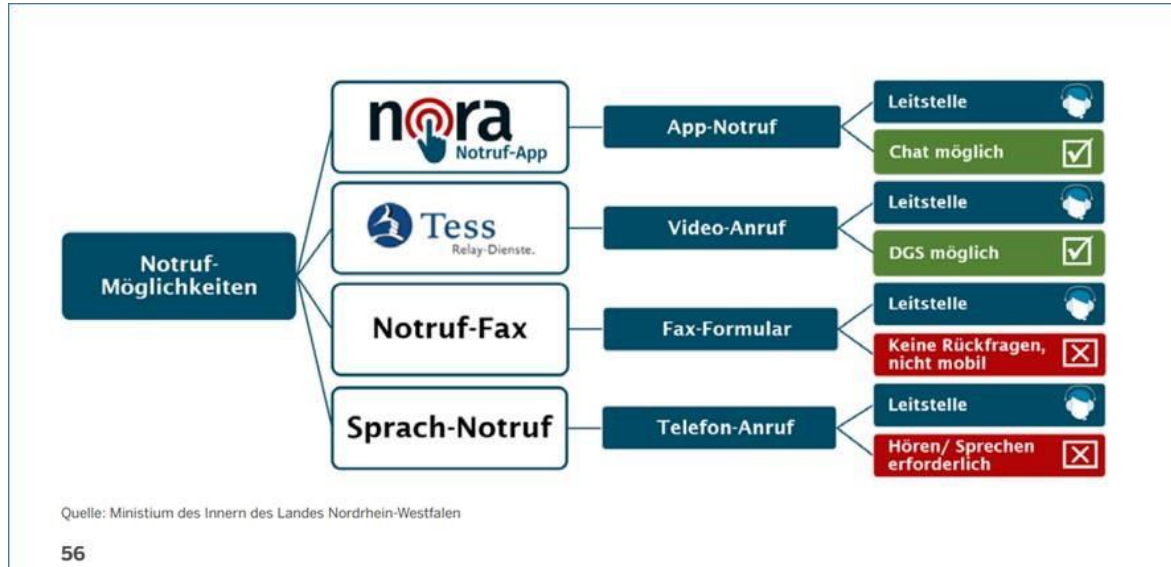 nora
Notruf-App
App-Notruf
Leitstelle
Chat möglich
Tess
Relay-Dienste.
Video-Anruf
Leitstelle
DGS möglich
Notruf-
Möglichkeiten
Notruf-Fax
Fax-Formular
Leitstelle
Keine Rückfragen,
nicht mobil
Sprach-Notruf
Telefon-Anruf
Leitstelle
Hören/ Sprechen
erforderlich
Quelle: Ministium des Innern des Landes Nordrhein-Westfalen
56